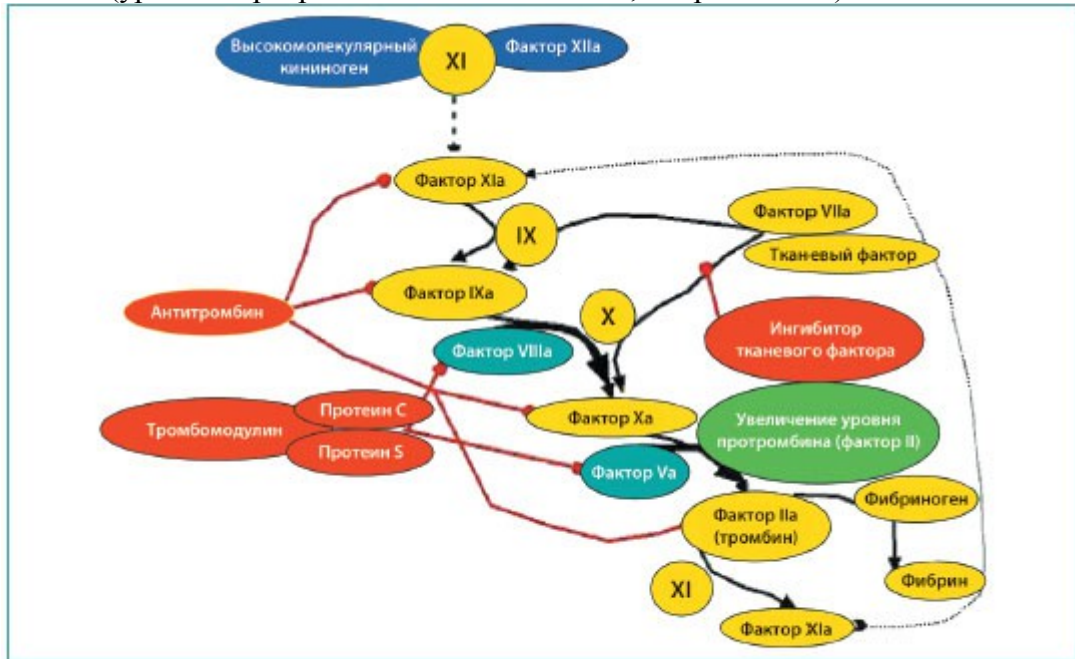 Высокомолекулярный
кининоген
XI
Фактор XIIa
Фактор XIa
IX
Фактор VIIa
Тканевый фактор
Фактор IXa
Антитромбин
X
Ингибитор
тканевого фактора
Фактор VIIIa
Протеин C
Тромбомодулин
Протеин S
Фактор Xa
Увеличение уровня
протромбина (фактор II)
Фактор Va
Фактор IIa
(тромбин)
Фибриноген
XI
Фибрин
Фактор XIa